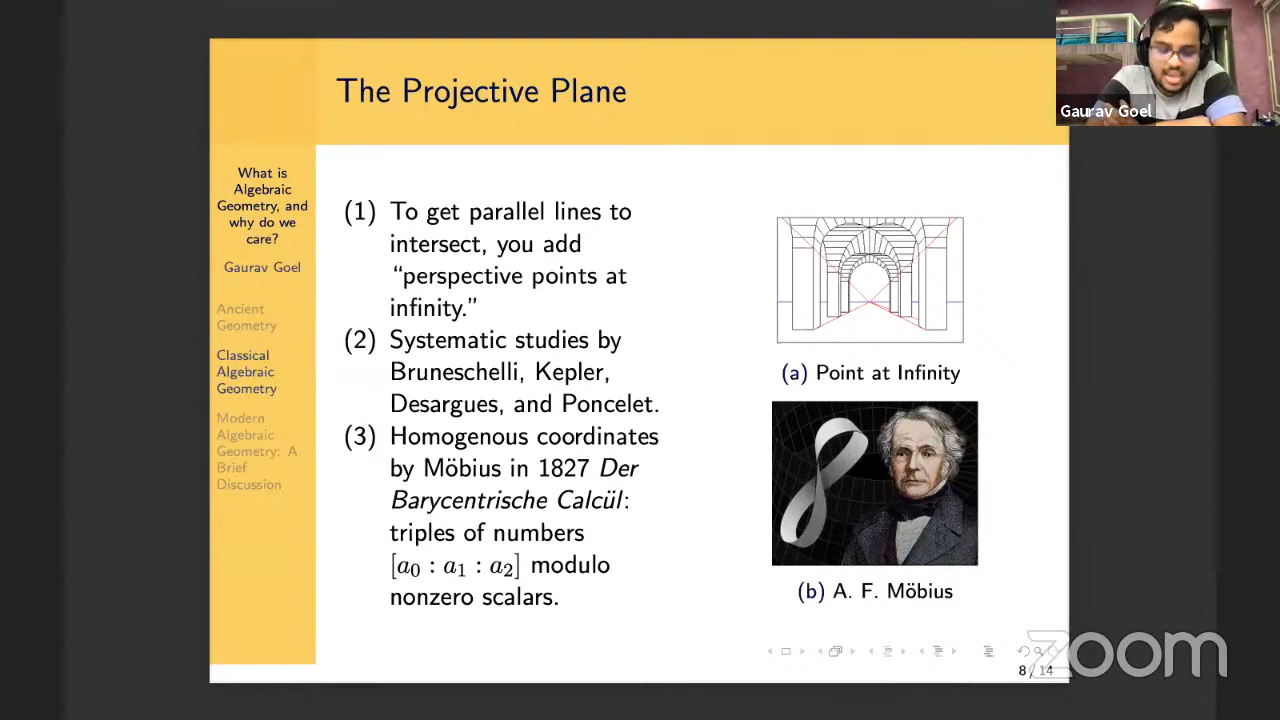 The Projective Plane
Gaurav Goel
What is
Algebraic
Geometry, and
why do we
care?
Gaurav Goel
Ancient
Geometry
Classical
Algebraic
Geometry
Modern
Algebraic
Geometry: A
Brief
Discussion
(1) To get parallel lines to
intersect, you add
“perspective points at
infinity.”
(2) Systematic studies by
Bruneschelli, Kepler,
Desargues, and Poncelet.
(3) Homogenous coordinates
by Möbius in 1827 Der
Barycentrische Calcül:
triples of numbers
[a₀ : a₁ : a₂] modulo
nonzero scalars.
(a) Point at Infinity
(b) A. F. Möbius
8 / 14
zoom